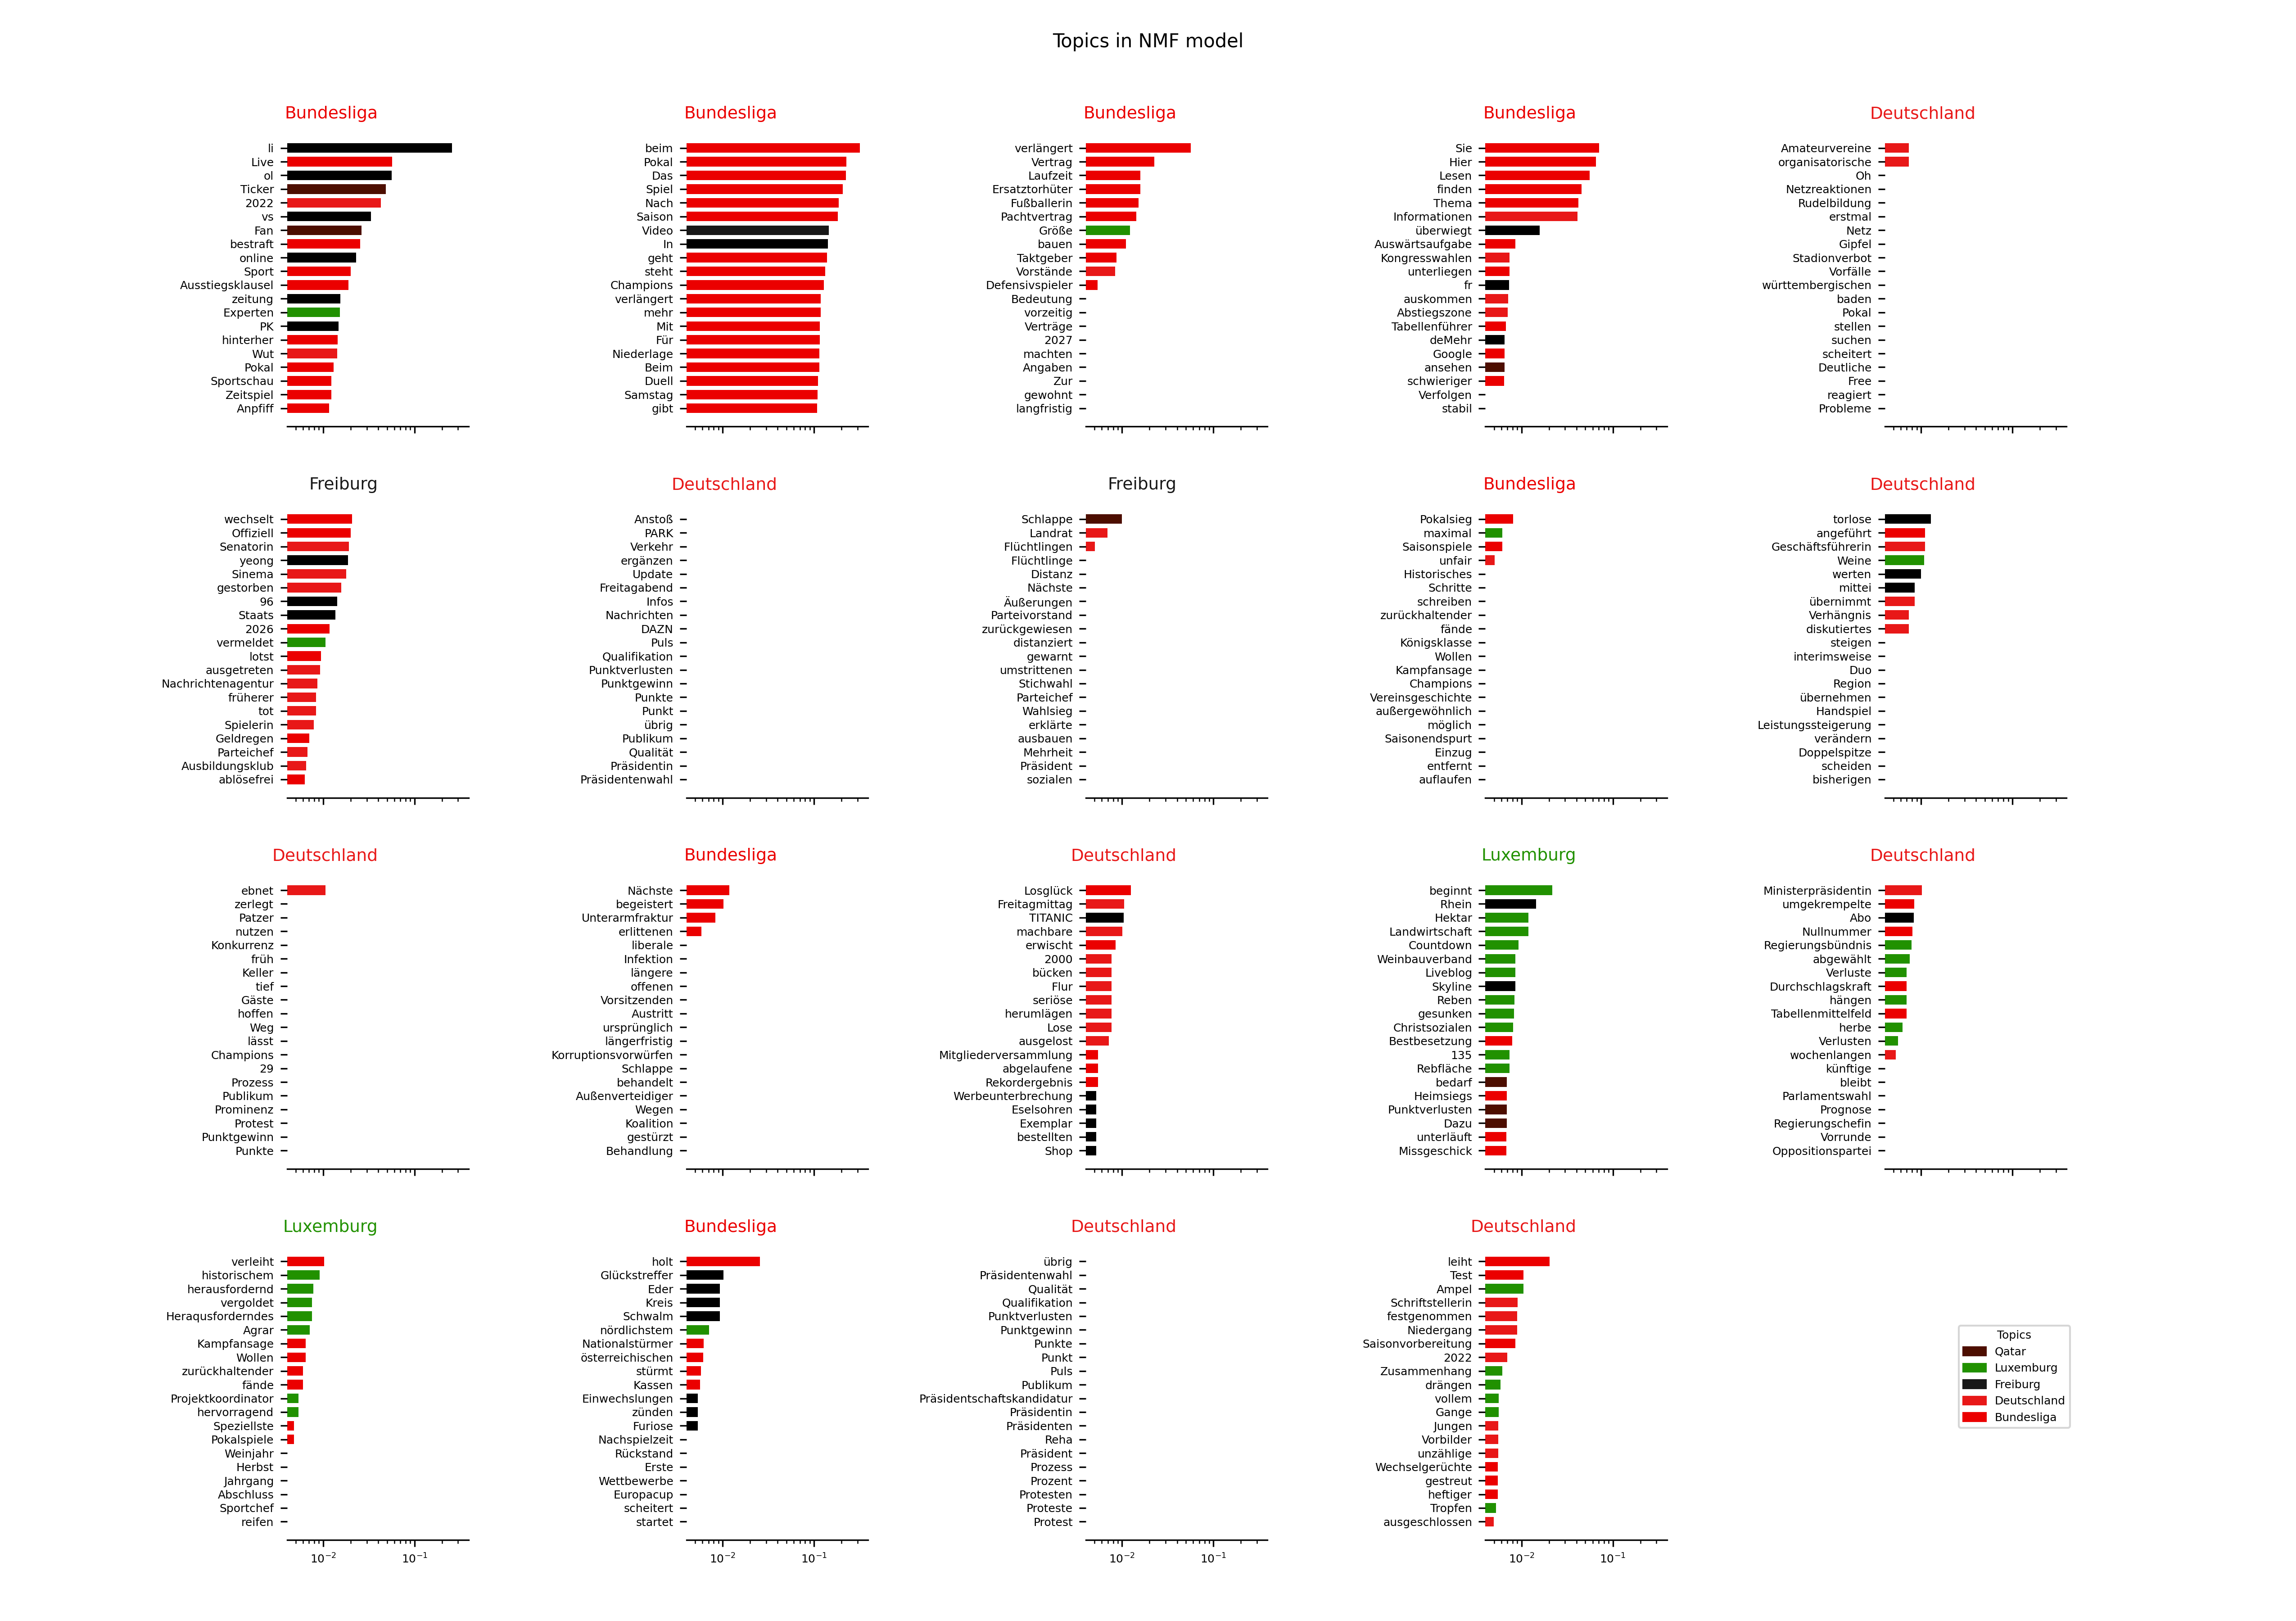 Topics in NMF model
Bundesliga
li
Live
ol
Ticker
2022
vs
Fan
bestraft
online
Sport
Ausstiegsklausel
zeitung
Experten
PK
hinterher
Wut
Pokal
Sportschau
Zeitspiel
Anpfiff
Bundesliga
beim
Pokal
Das
Spiel
Nach
Saison
Video
In
geht
steht
Champions
verlängert
mehr
Mit
Für
Niederlage
Beim
Duell
Samstag
gibt
Bundesliga
verlängert
Vertrag
Laufzeit
Ersatztorhüter
Fußballerin
Pachtvertrag
Größe
bauen
Taktgeber
Vorstände
Defensivspieler
Bedeutung
vorzeitig
Verträge
2027
machten
Angaben
Zur
gewohnt
langfristig
Bundesliga
Sie
Hier
Lesen
finden
Thema
Informationen
überwiegt
Auswärtsaufgabe
Kongresswahlen
unterliegen
fr
auskommen
Abstiegszone
Tabellenführer
deMehr
Google
ansehen
schwieriger
Verfolgen
stabil
Deutschland
Amateurvereine
organisatorische
Oh
Netzreaktionen
Rudelbildung
erstmal
Netz
Gipfel
Stadionverbot
Vorfälle
württembergischen
baden
Pokal
stellen
suchen
scheitert
Deutliche
Free
reagiert
Probleme
Freiburg
wechselt
Offiziell
Senatorin
yeong
Sinema
gestorben
96
Staats
2026
vermeldet
lotst
ausgetreten
Nachrichtenagentur
früherer
tot
Spielerin
Geldregen
Parteichef
Ausbildungsklub
ablösefrei
Deutschland
Anstoß
PARK
Verkehr
ergänzen
Update
Freitagabend
Infos
Nachrichten
DAZN
Puls
Qualifikation
Punktverlusten
Punktgewinn
Punkte
Punkt
übrig
Publikum
Qualität
Präsidentin
Präsidentenwahl
Freiburg
Schlappe
Landrat
Flüchtlingen
Flüchtlinge
Distanz
Nächste
Äußerungen
Parteivorstand
zurückgewiesen
distanziert
gewarnt
umstrittenen
Stichwahl
Parteichef
Wahlsieg
erklärte
ausbauen
Mehrheit
Präsident
sozialen
Bundesliga
Pokalsieg
maximal
Saisonspiele
unfair
Historisches
Schritte
schreiben
zurückhaltender
fände
Königsklasse
Wollen
Kampfansage
Champions
Vereinsgeschichte
außergewöhnlich
möglich
Saisonendspurt
Einzug
entfernt
auflaufen
Deutschland
torlose
angeführt
Geschäftsführerin
Weine
werten
mittei
übernimmt
Verhängnis
diskutiertes
steigen
interimsweise
Duo
Region
übernehmen
Handspiel
Leistungssteigerung
verändern
Doppelspitze
scheiden
bisherigen
Deutschland
ebnet
zerlegt
Patzer
nutzen
Konkurrenz
früh
Keller
tief
Gäste
hoffen
Weg
lässt
Champions
29
Prozess
Publikum
Prominenz
Protest
Punktgewinn
Punkte
Bundesliga
Nächste
begeistert
Unterarmfraktur
erlittenen
liberale
Infektion
längere
offenen
Vorsitzenden
Austritt
ursprünglich
längerfristig
Korruptionsvorwürfen
Schlappe
behandelt
Außenverteidiger
Wegen
Koalition
gestürzt
Behandlung
Deutschland
Losglück
Freitagmittag
TITANIC
machbare
erwischt
2000
bücken
Flur
seriöse
herumlägen
Lose
ausgelost
Mitgliederversammlung
abgelaufene
Rekordergebnis
Werbeunterbrechung
Eselsohren
Exemplar
bestellten
Shop
Luxemburg
beginnt
Rhein
Hektar
Landwirtschaft
Countdown
Weinbauverband
Liveblog
Skyline
Reben
gesunken
Christsozialen
Bestbesetzung
135
Rebfläche
bedarf
Heimsiegs
Punktverlusten
Dazu
unterläuft
Missgeschick
Deutschland
Ministerpräsidentin
umgekrempelte
Abo
Nullnummer
Regierungsbündnis
abgewählt
Verluste
Durchschlagskraft
hängen
Tabellenmittelfeld
herbe
Verlusten
wochenlangen
künftige
bleibt
Parlamentswahl
Prognose
Regierungschefin
Vorrunde
Oppositionspartei
Luxemburg
verleiht
historischem
herausfordernd
vergoldet
Heraqusforderndes
Agrar
Kampfansage
Wollen
zurückhaltender
fände
Projektkoordinator
hervorragend
Speziellste
Pokalspiele
Weinjahr
Herbst
Jahrgang
Abschluss
Sportchef
reifen
10⁻² 10⁻¹
Bundesliga
holt
Glückstreffer
Eder
Kreis
Schwalm
nördlichstem
Nationalstürmer
österreichischen
stürmt
Kassen
Einwechslungen
zünden
Furiose
Nachspielzeit
Rückstand
Erste
Wettbewerbe
Europacup
scheitert
startet
10⁻² 10⁻¹
Deutschland
übrig
Präsidentenwahl
Qualität
Qualifikation
Punktverlusten
Punktgewinn
Punkte
Punkt
Puls
Publikum
Präsidentschaftskandidatur
Präsidentin
Präsidenten
Reha
Präsident
Prozess
Prozent
Protesten
Proteste
Protest
10⁻² 10⁻¹
Deutschland
leiht
Test
Ampel
Schriftstellerin
festgenommen
Niedergang
Saisonvorbereitung
2022
Zusammenhang
drängen
vollem
Gange
Jungen
Vorbilder
unzählige
Wechselgerüchte
gestreut
heftiger
Tropfen
ausgeschlossen
10⁻² 10⁻¹
Topics
Qatar
Luxemburg
Freiburg
Deutschland
Bundesliga